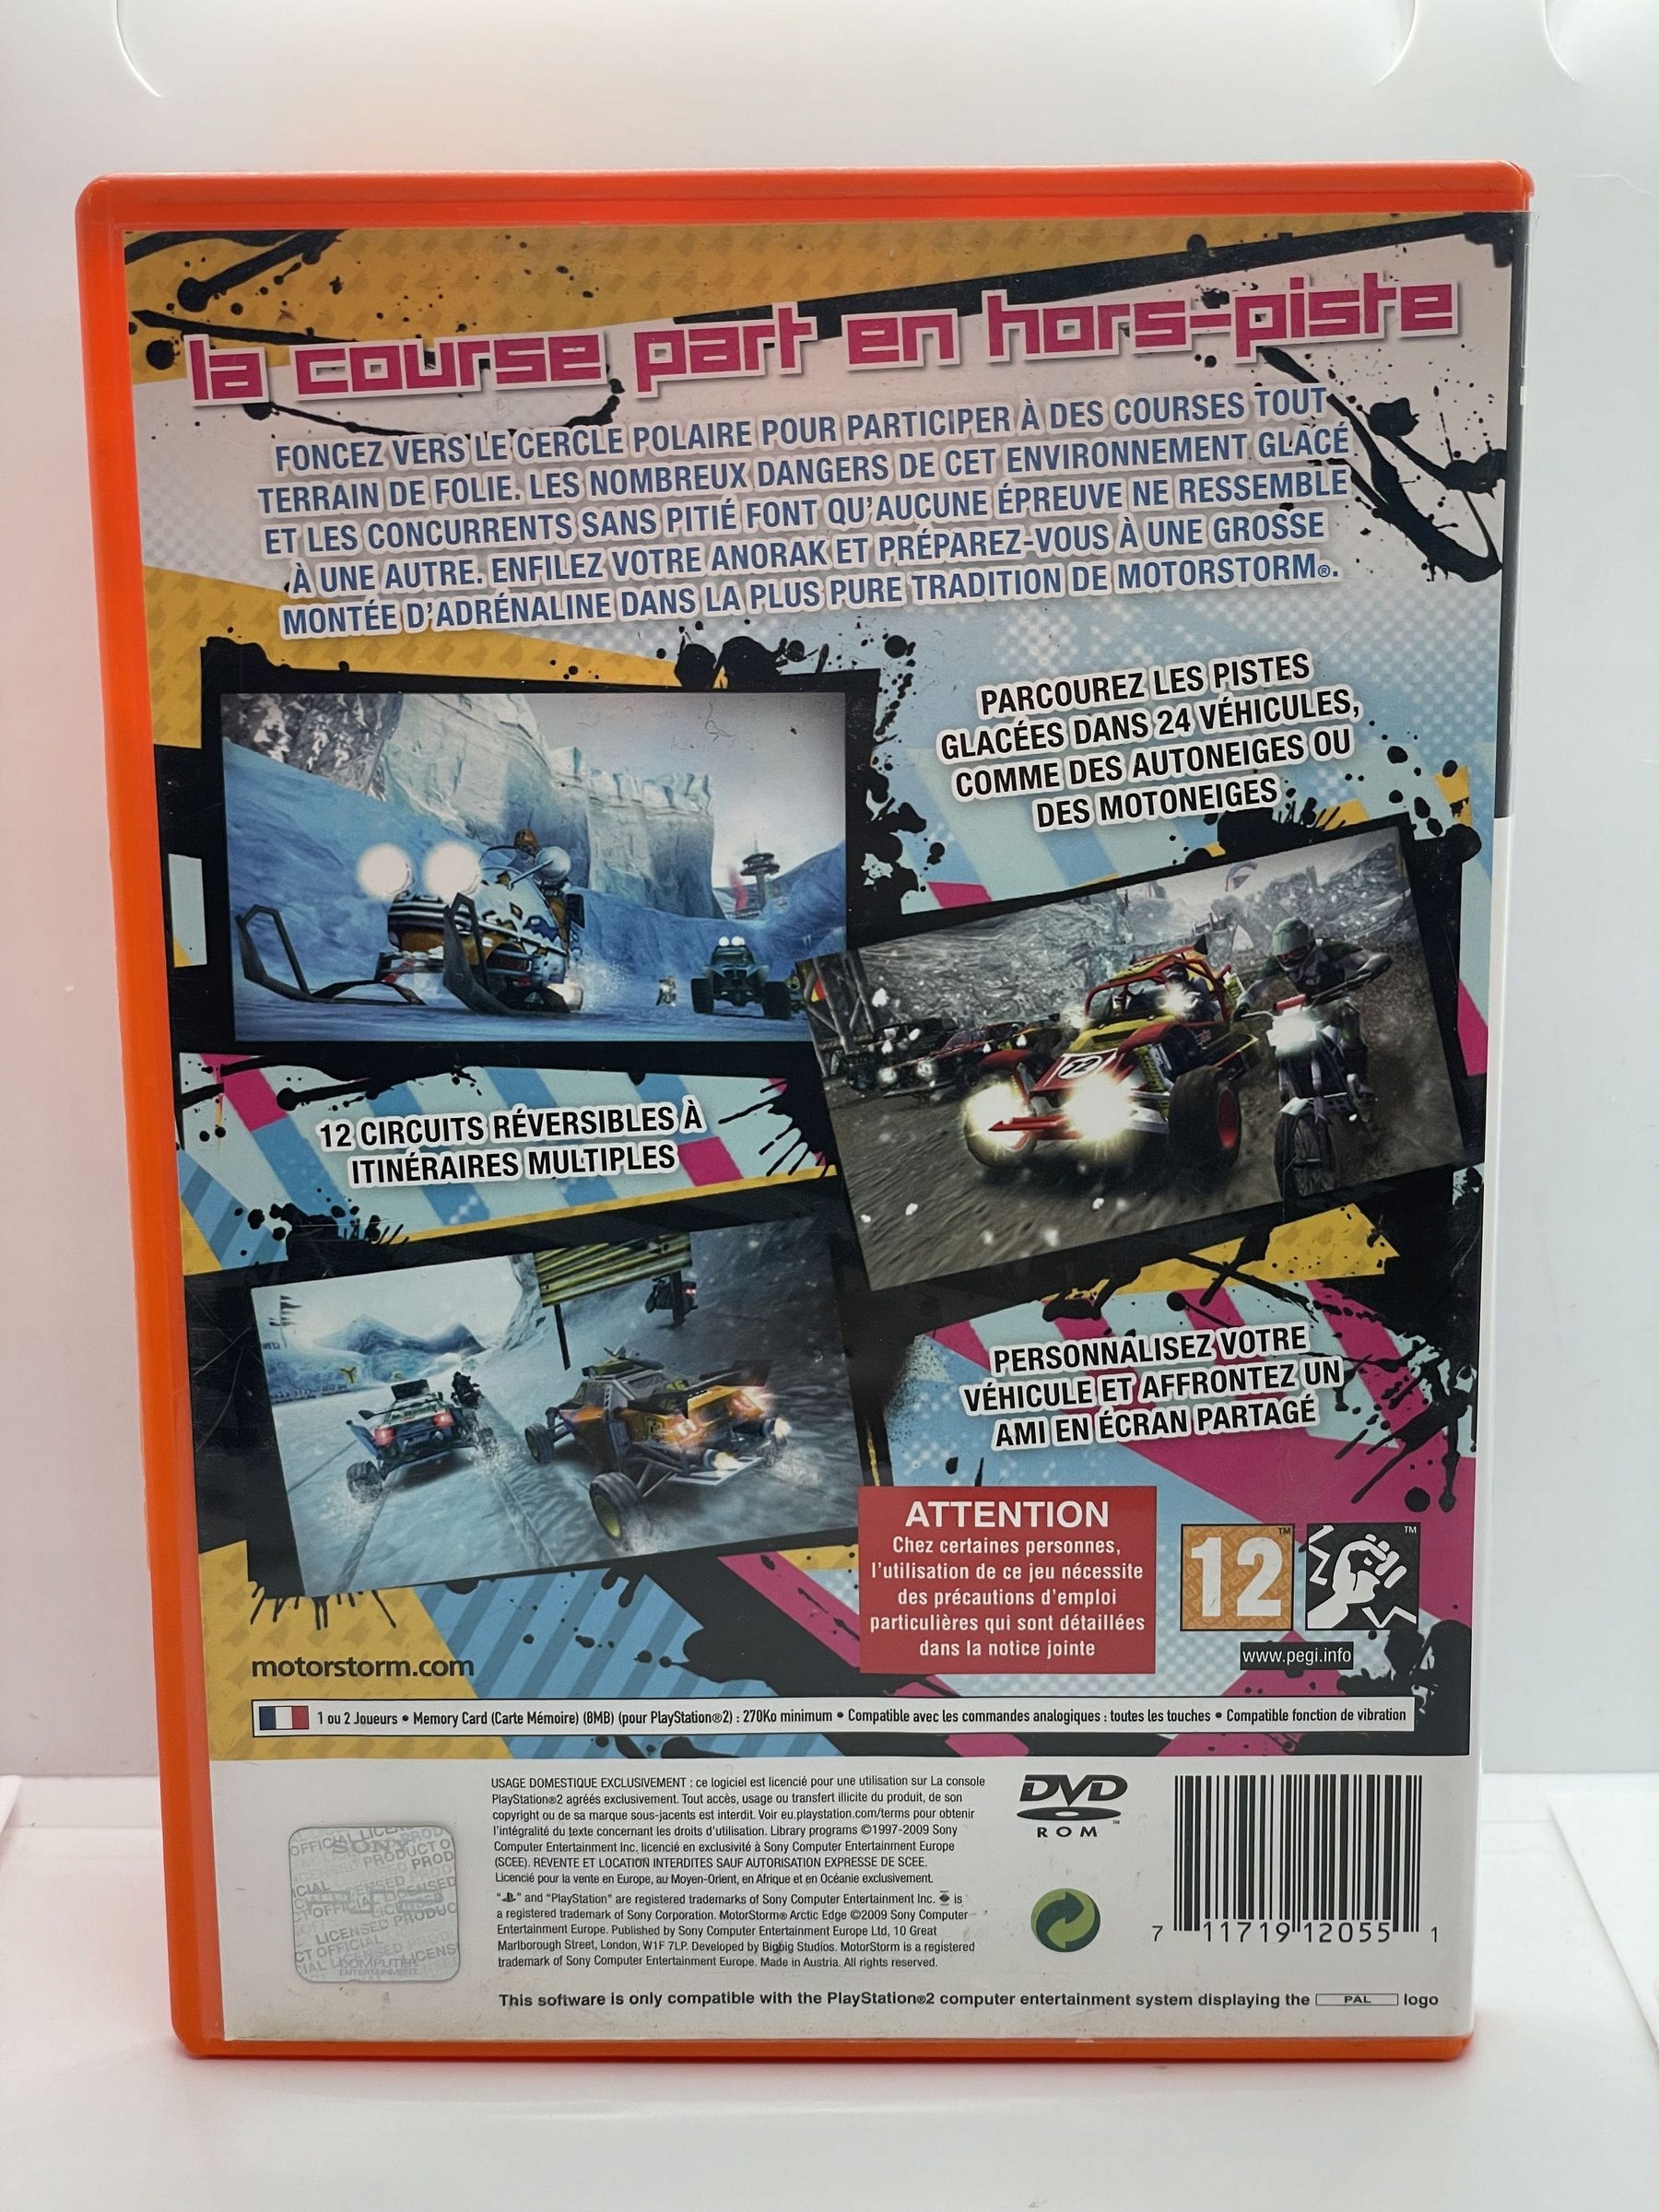 la course part en hors-piste
FONCEZ VERS LE CERCLE POLAIRE POUR PARTICIPER À DES COURSES TOUT
TERRAIN DE FOLIE. LES NOMBREUX DANGERS DE CET ENVIRONNEMENT GLACÉ
ET LES CONCURRENTS SANS PITIÉ FONT QU'AUCUNE ÉPREUVE NE RESSEMBLE
À UNE AUTRE. ENFILEZ VOTRE ANORAK ET PRÉPAREZ-VOUS À UNE GROSSE
MONTÉE D'ADRÉNALINE DANS LA PLUS PURE TRADITION DE MOTORSTORM®.
PARCOUREZ LES PISTES
GLACÉES DANS 24 VÉHICULES,
COMME DES AUTONEIGES OU
DES MOTONEIGES
12
12 CIRCUITS RÉVERSIBLES À
ITINÉRAIRES MULTIPLES
PERSONNALISEZ VOTRE
VÉHICULE ET AFFRONTEZ UN
AMI EN ÉCRAN PARTAGÉ
ATTENTION
Chez certaines personnes,
l'utilisation de ce jeu nécessite
des précautions d'emploi
particulières qui sont détaillées
dans la notice jointe
12 ™
™
www.pegi.info
motorstorm.com
1 ou 2 Joueurs • Memory Card (Carte Mémoire) (8MB) (pour PlayStation®2) : 270Ko minimum • Compatible avec les commandes analogiques : toutes les touches • Compatible fonction de vibration
USAGE DOMESTIQUE EXCLUSIVEMENT : ce logiciel est licencié pour une utilisation sur La console
PlayStation®2 agréés exclusivement. Tout accès, usage ou transfert illicite du produit, de son
copyright ou de sa marque sous-jacents est interdit. Voir eu.playstation.com/terms pour obtenir
l'intégralité du texte concernant les droits d'utilisation. Library programs ©1997-2009 Sony
Computer Entertainment Inc. licencié en exclusivité à Sony Computer Entertainment Europe
(SCEE). REVENTE ET LOCATION INTERDITES SAUF AUTORISATION EXPRESSE DE SCEE.
Licencié pour la vente en Europe, au Moyen-Orient, en Afrique et en Océanie exclusivement.
" " and "PlayStation" are registered trademarks of Sony Computer Entertainment Inc. is
a registered trademark of Sony Corporation. MotorStorm® Arctic Edge ©2009 Sony Computer
Entertainment Europe. Published by Sony Computer Entertainment Europe Ltd, 10 Great
Marlborough Street, London, W1F 7LP. Developed by Bigbig Studios. MotorStorm is a registered
trademark of Sony Computer Entertainment Europe. Made in Austria. All rights reserved.
DVD
ROM
7 11719 12055 1
SONY
OFFICIAL
LICENSED PRODUC
COMPUTER
ENTERTAINMENT
This software is only compatible with the PlayStation®2 computer entertainment system displaying the PAL logo